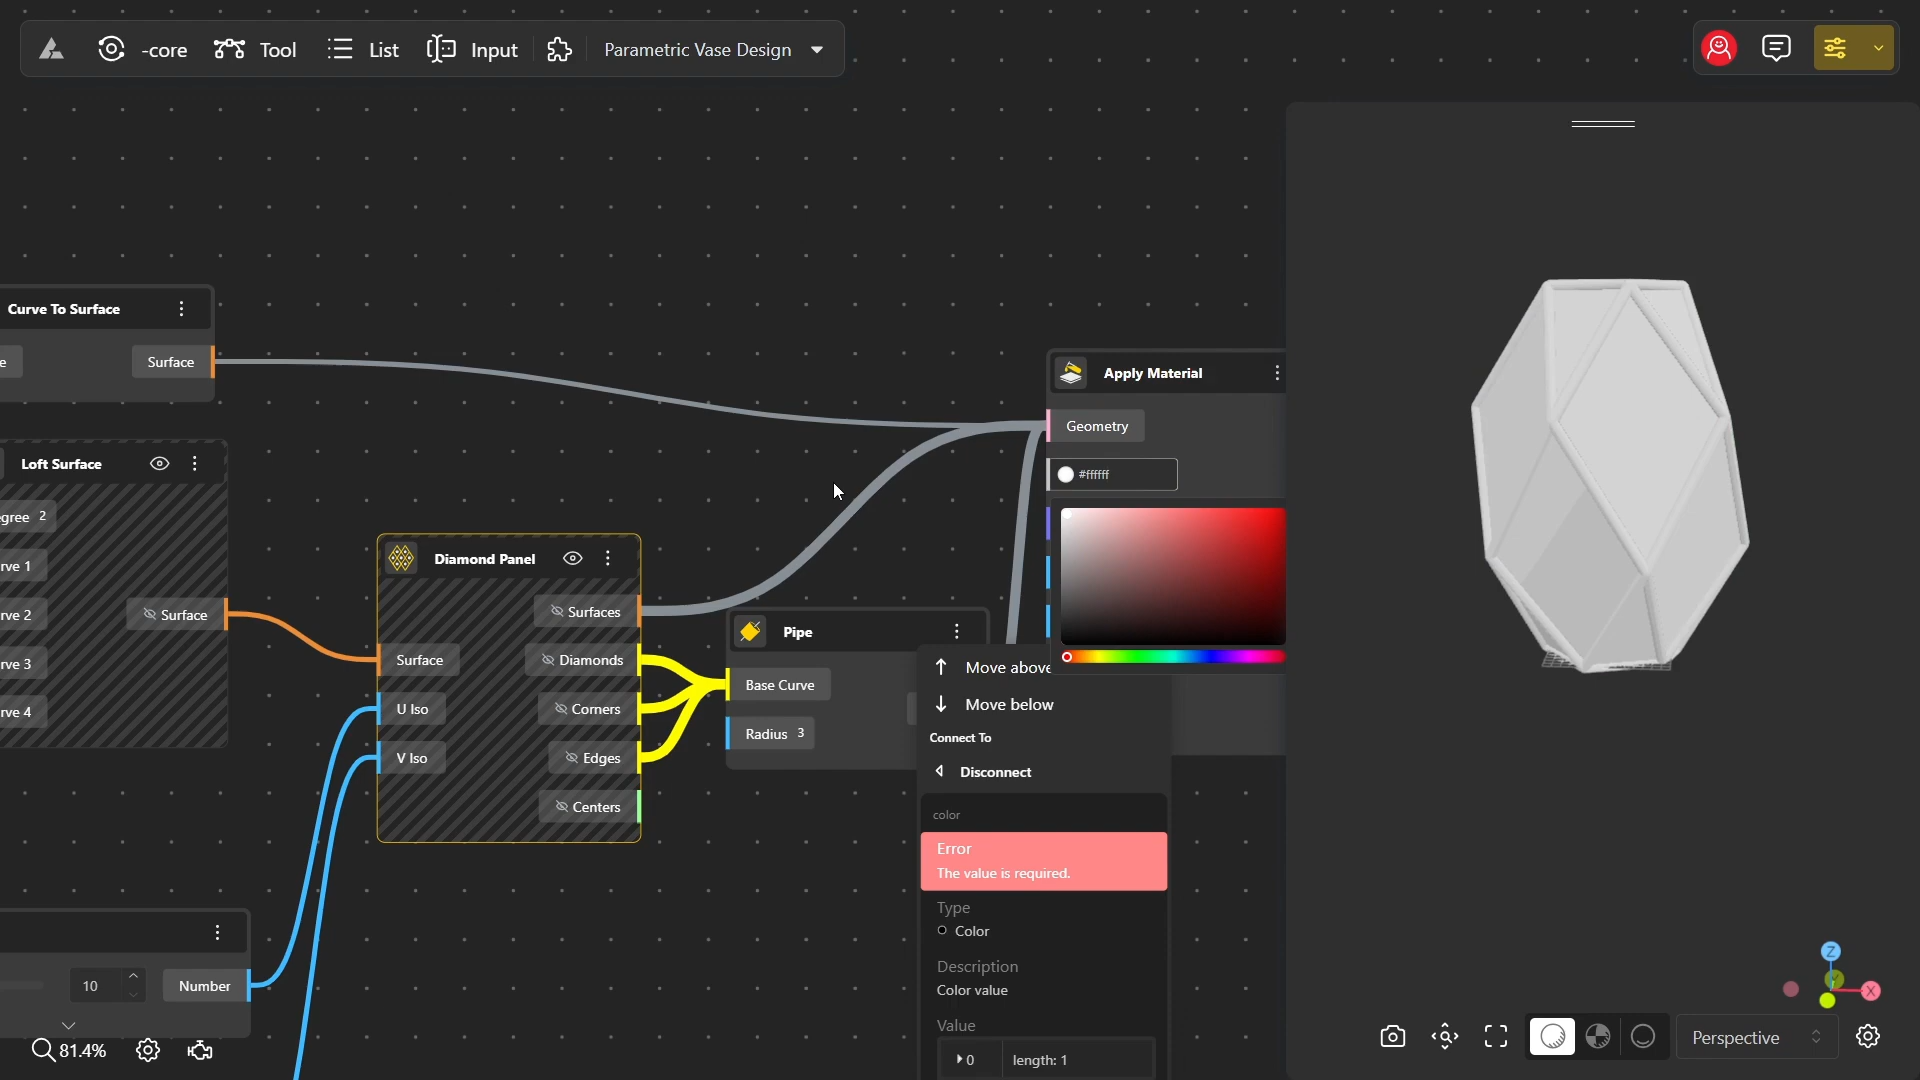 -core
Tool
List
Input
Parametric Vase Design
Curve To Surface
Surface
Apply Material
Geometry
#ffffff
Loft Surface
gree 2
rve 1
rve 2
Surface
rve 3
rve 4
Diamond Panel
Surfaces
Surface
Diamonds
U Iso
Corners
V Iso
Edges
Centers
Pipe
Base Curve
Radius 3
Move above
Move below
Connect To
Disconnect
color
Error
The value is required.
Type
Color
Description
Color value
Value
0
length: 1
10
Number
81.4%
Z
X
Perspective